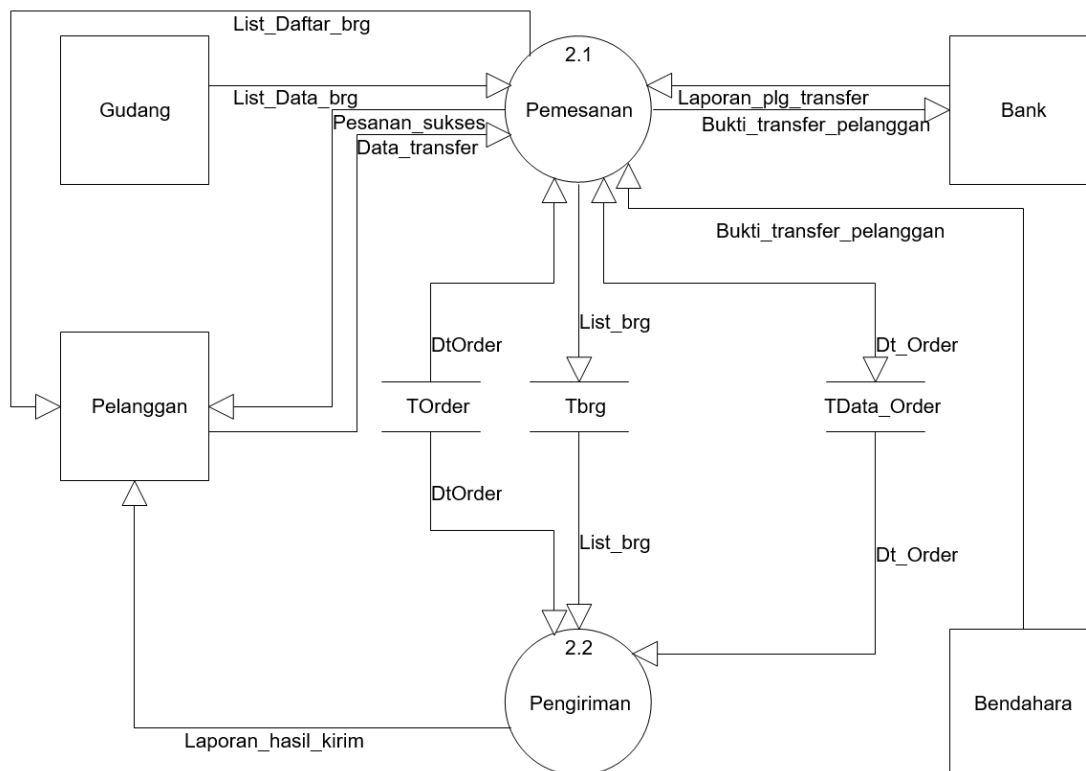 List_Daftar_brg
2.1
Gudang
List_Data_brg
Pemesanan
Laporan_plg_transfer
Bank
Pesanan_sukses
Data_transfer
Bukti_transfer_pelanggan
Bukti_transfer_pelanggan
DtOrder
List_brg
Dt_Order
Pelanggan
TOrder
Tbrg
TData_Order
DtOrder
List_brg
Dt_Order
2.2
Pengiriman
Bendahara
Laporan_hasil_kirim